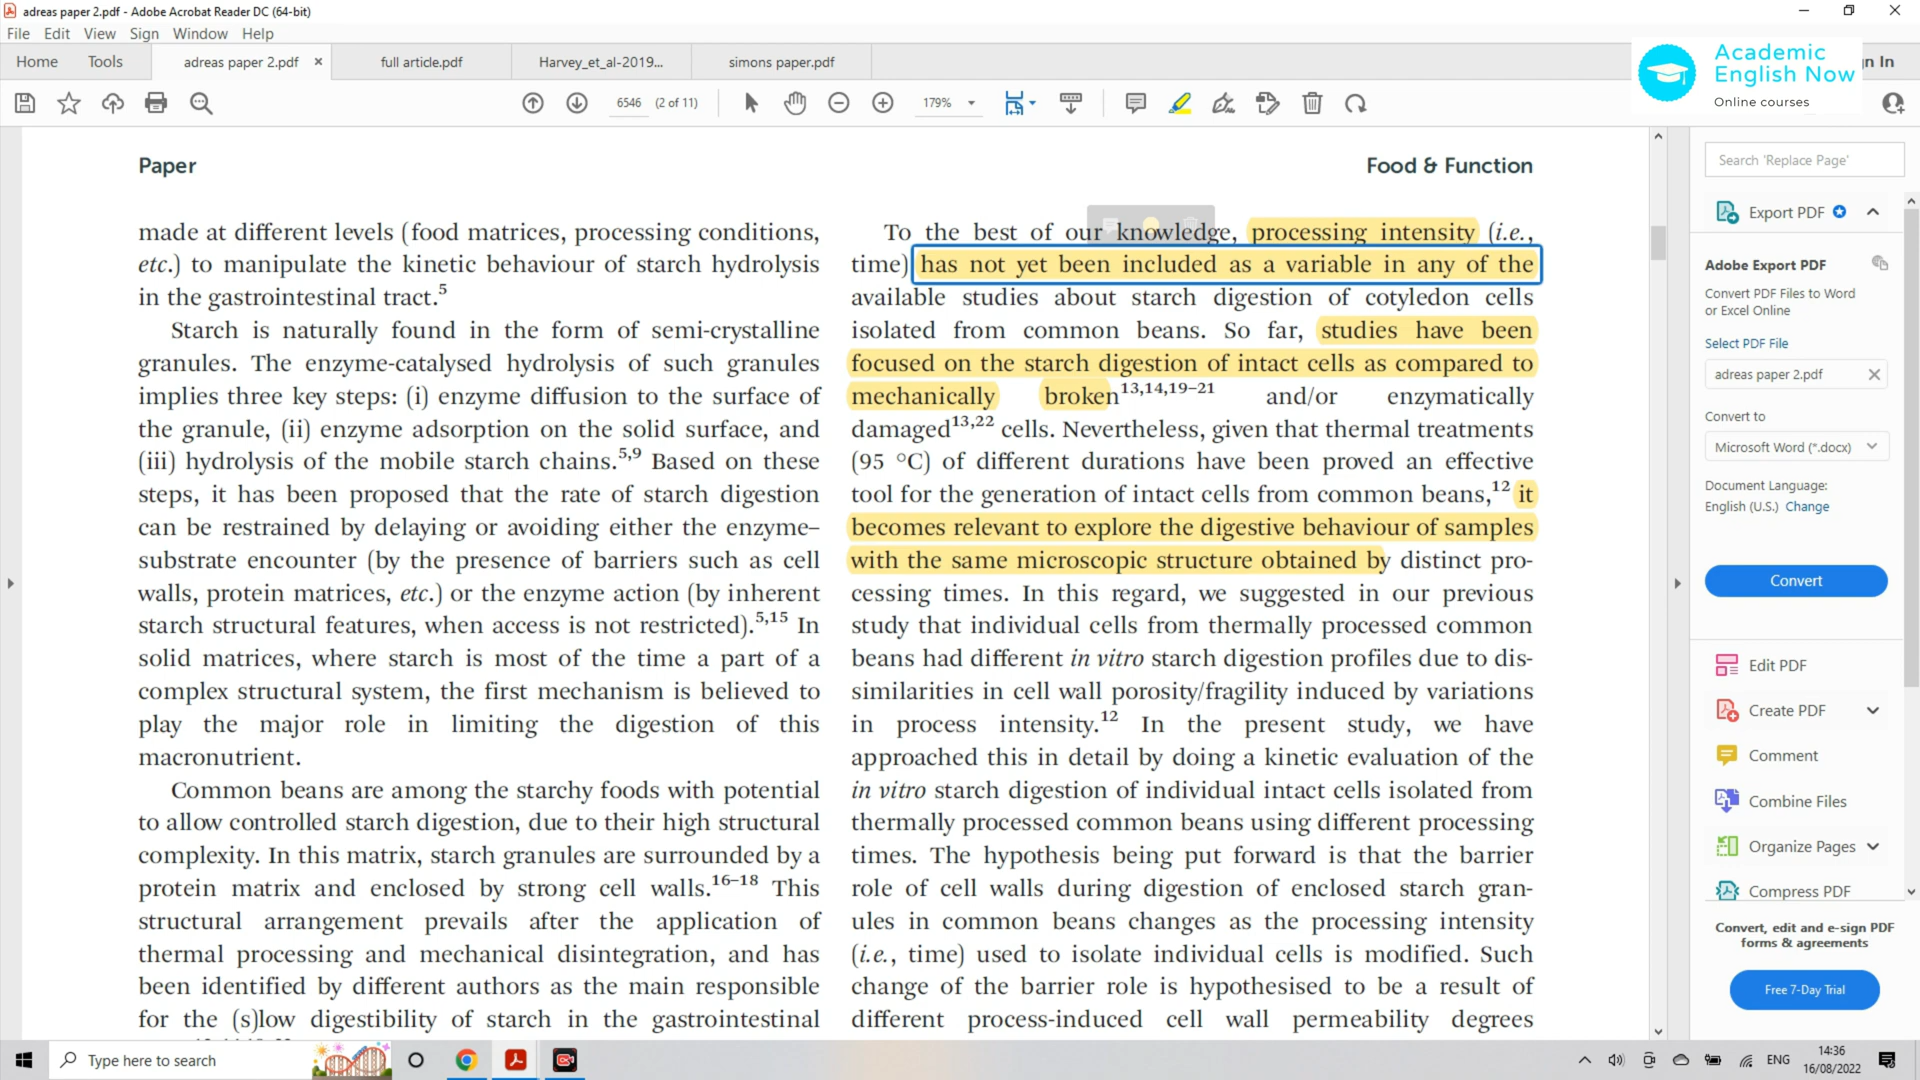 adreas paper 2.pdf - Adobe Acrobat Reader DC (64-bit)
File Edit View Sign Window Help
Home Tools adreas paper 2.pdf × full article.pdf Harvey_et_al-2019... simons paper.pdf
n In
Academic
English Now
Online courses
6546 (2 of 11) 179%
Paper
Food & Function
made at different levels (food matrices, processing conditions,
etc.) to manipulate the kinetic behaviour of starch hydrolysis
in the gastrointestinal tract.5
Starch is naturally found in the form of semi-crystalline
granules. The enzyme-catalysed hydrolysis of such granules
implies three key steps: (i) enzyme diffusion to the surface of
the granule, (ii) enzyme adsorption on the solid surface, and
(iii) hydrolysis of the mobile starch chains.5,9 Based on these
steps, it has been proposed that the rate of starch digestion
can be restrained by delaying or avoiding either the enzyme–
substrate encounter (by the presence of barriers such as cell
walls, protein matrices, etc.) or the enzyme action (by inherent
starch structural features, when access is not restricted).5,15 In
solid matrices, where starch is most of the time a part of a
complex structural system, the first mechanism is believed to
play the major role in limiting the digestion of this
macronutrient.
Common beans are among the starchy foods with potential
to allow controlled starch digestion, due to their high structural
complexity. In this matrix, starch granules are surrounded by a
protein matrix and enclosed by strong cell walls.16–18 This
structural arrangement prevails after the application of
thermal processing and mechanical disintegration, and has
been identified by different authors as the main responsible
for the (s)low digestibility of starch in the gastrointestinal
To the best of our knowledge, processing intensity (i.e.,
time) has not yet been included as a variable in any of the
available studies about starch digestion of cotyledon cells
isolated from common beans. So far, studies have been
focused on the starch digestion of intact cells as compared to
mechanically broken13,14,19–21 and/or enzymatically
damaged13,22 cells. Nevertheless, given that thermal treatments
(95 °C) of different durations have been proved an effective
tool for the generation of intact cells from common beans,12 it
becomes relevant to explore the digestive behaviour of samples
with the same microscopic structure obtained by distinct pro-
cessing times. In this regard, we suggested in our previous
study that individual cells from thermally processed common
beans had different in vitro starch digestion profiles due to dis-
similarities in cell wall porosity/fragility induced by variations
in process intensity.12 In the present study, we have
approached this in detail by doing a kinetic evaluation of the
in vitro starch digestion of individual intact cells isolated from
thermally processed common beans using different processing
times. The hypothesis being put forward is that the barrier
role of cell walls during digestion of enclosed starch gran-
ules in common beans changes as the processing intensity
(i.e., time) used to isolate individual cells is modified. Such
change of the barrier role is hypothesised to be a result of
different process-induced cell wall permeability degrees
Search 'Replace Page'
Export PDF
Adobe Export PDF
Convert PDF Files to Word
or Excel Online
Select PDF File
adreas paper 2.pdf
Convert to
Microsoft Word (*.docx)
Document Language:
English (U.S.) Change
Convert
Edit PDF
Create PDF
Comment
Combine Files
Organize Pages
Compress PDF
Convert, edit and e-sign PDF
forms & agreements
Free 7-Day Trial
Type here to search
ENG
14:36
16/08/2022